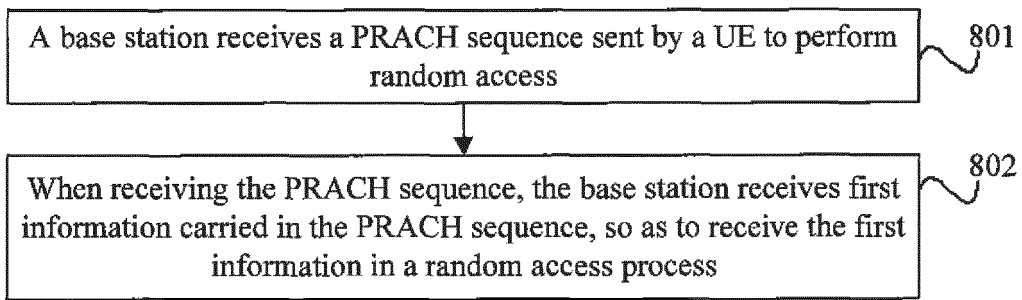 A base station receives a PRACH sequence sent by a UE to perform
random access
801
When receiving the PRACH sequence, the base station receives first
information carried in the PRACH sequence, so as to receive the first
information in a random access process
802